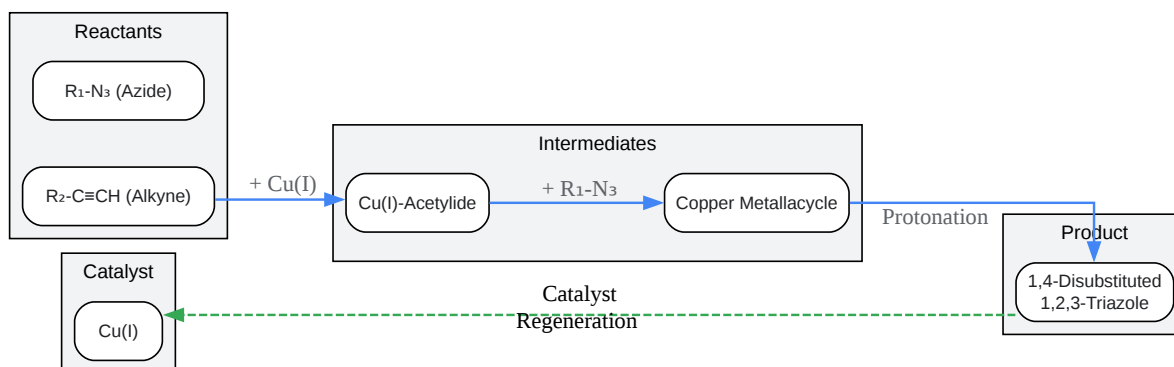 Reactants
R₁-N₃ (Azide)
R₂-C≡CH (Alkyne)
+ Cu(I)
Intermediates
Cu(I)-Acetylide
+ R₁-N₃
Copper Metallacycle
Protonation
Product
1,4-Disubstituted
1,2,3-Triazole
Catalyst
Regeneration
Catalyst
Cu(I)